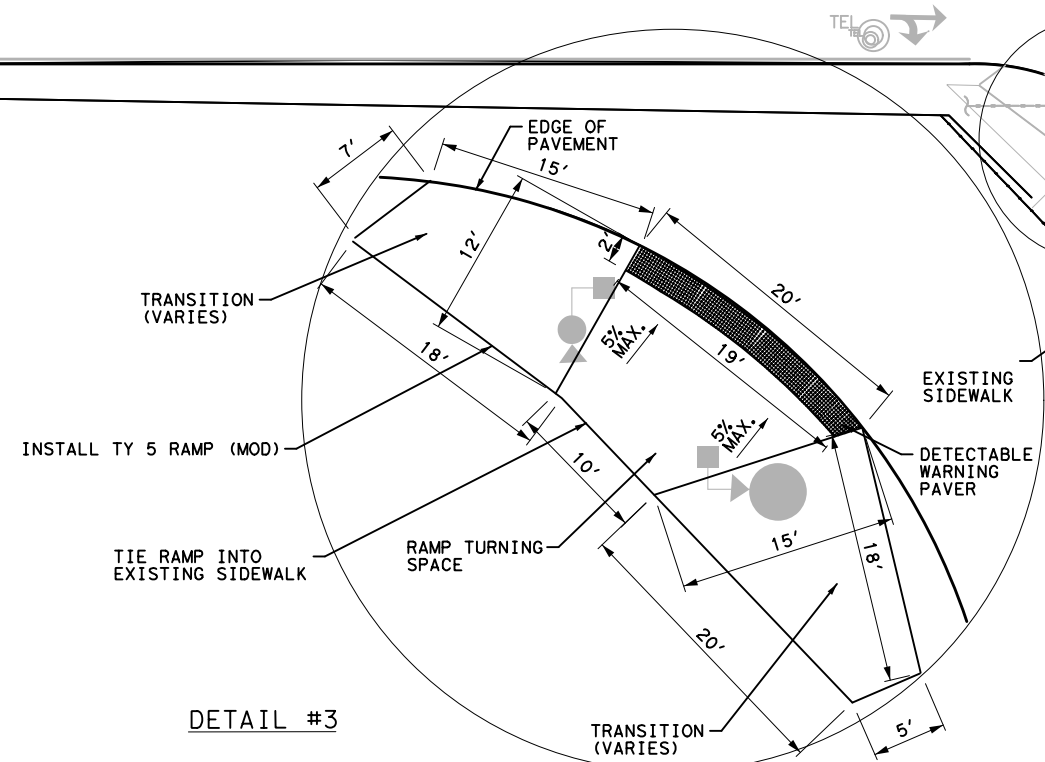 TEL
TEL
EDGE OF
PAVEMENT
7'
15'
12'
2'
20'
TRANSITION
(VARIES)
18'
5%
MAX.
19'
EXISTING
SIDEWALK
INSTALL TY 5 RAMP (MOD)
5%
MAX.
DETECTABLE
WARNING
PAVER
10'
TIE RAMP INTO
EXISTING SIDEWALK
RAMP TURNING
SPACE
15'
18'
20'
DETAIL #3
TRANSITION
(VARIES)
5'